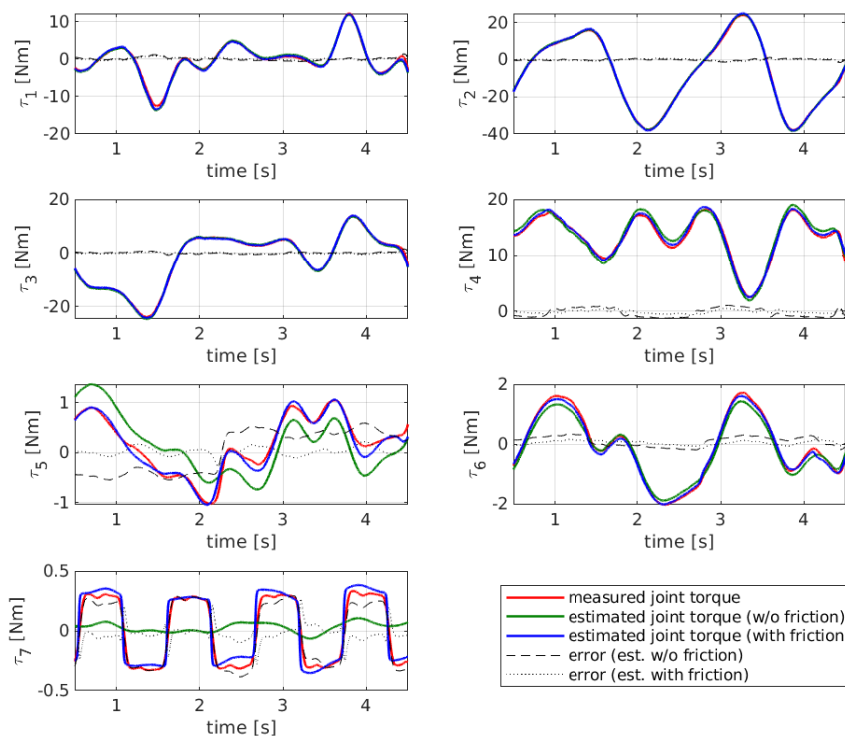 10
0
-10
-20
τ1 [Nm]
1 2 3 4
time [s]
20
0
-20
-40
τ2 [Nm]
1 2 3 4
time [s]
20
0
-20
τ3 [Nm]
1 2 3 4
time [s]
20
10
0
τ4 [Nm]
1 2 3 4
time [s]
1
0
-1
τ5 [Nm]
1 2 3 4
time [s]
2
0
-2
τ6 [Nm]
1 2 3 4
time [s]
0.5
0
-0.5
τ7 [Nm]
1 2 3 4
time [s]
measured joint torque
estimated joint torque (w/o friction)
estimated joint torque (with friction)
error (est. w/o friction)
error (est. with friction)